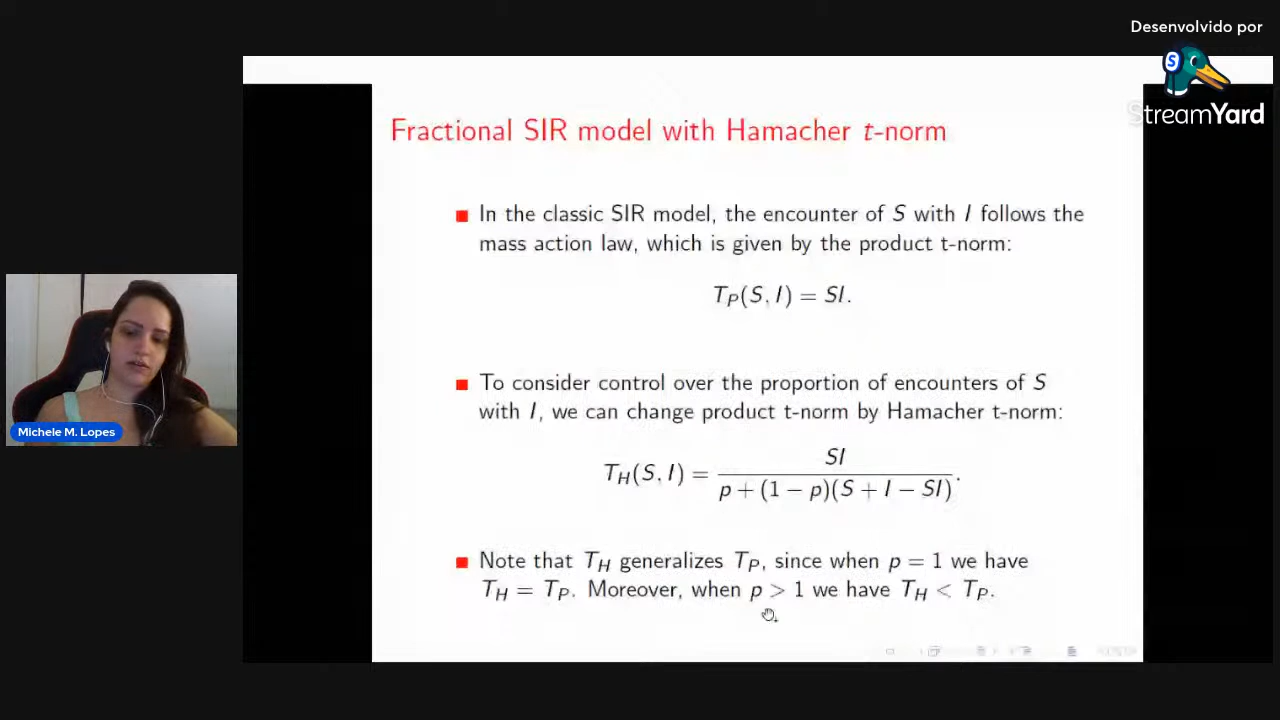 Desenvolvido por
S
StreamYard
Fractional SIR model with Hamacher t-norm
In the classic SIR model, the encounter of S with I follows the
mass action law, which is given by the product t-norm:
T_P(S, I) = SI.
To consider control over the proportion of encounters of S
with I, we can change product t-norm by Hamacher t-norm:
T_H(S, I) = SI / (p + (1 − p)(S + I − SI)).
Note that T_H generalizes T_P, since when p = 1 we have
T_H = T_P. Moreover, when p > 1 we have T_H < T_P.
Michele M. Lopes